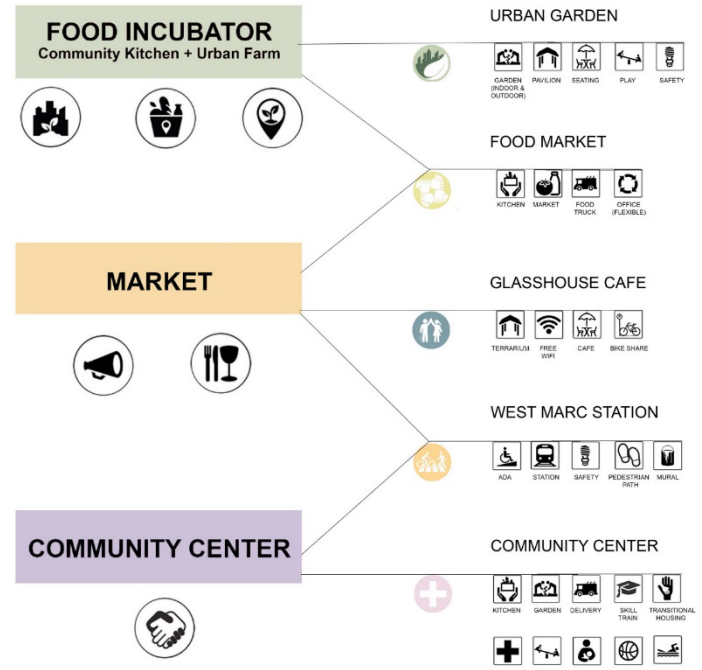 FOOD INCUBATOR
Community Kitchen + Urban Farm
URBAN GARDEN
GARDEN
(INDOOR &
OUTDOOR)
PAVILION
SEATING
PLAY
SAFETY
FOOD MARKET
KITCHEN
MARKET
FOOD
TRUCK
OFFICE
(FLEXIBLE)
MARKET
GLASSHOUSE CAFE
TERRARIUM
FREE
WIFI
CAFE
BIKE SHARE
WEST MARC STATION
ADA
STATION
SAFETY
PEDESTRIAN
PATH
MURAL
COMMUNITY CENTER
COMMUNITY CENTER
KITCHEN
GARDEN
DELIVERY
SKILL
TRAIN
TRANSITIONAL
HOUSING